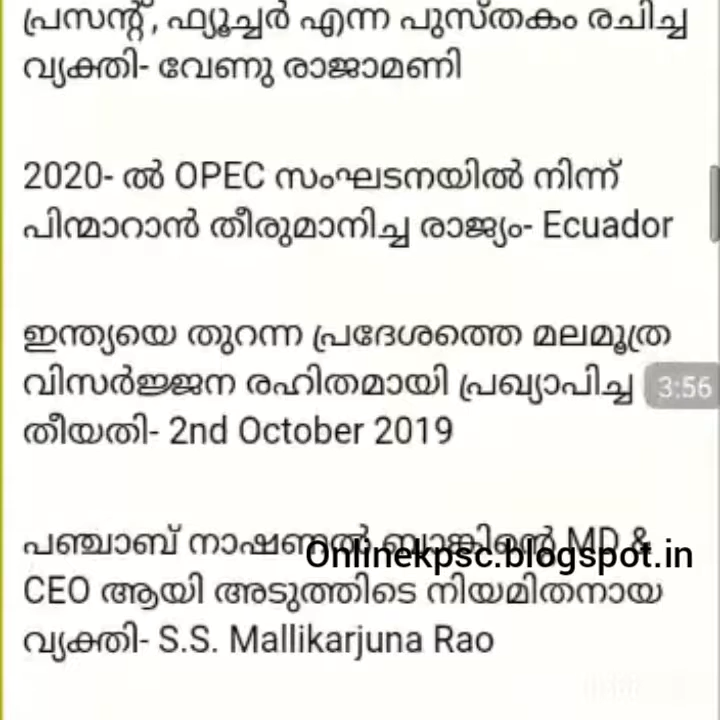 പ്രസന്റ്, ഫ്യൂച്ചർ എന്ന പുസ്തകം രചിച്ച
വ്യക്തി- വേണു രാജാമണി
2020- ൽ OPEC സംഘടനയിൽ നിന്ന്
പിന്മാറാൻ തീരുമാനിച്ച രാജ്യം- Ecuador
ഇന്ത്യയെ തുറന്ന പ്രദേശത്തെ മലമൂത്ര
വിസർജ്ജന രഹിതമായി പ്രഖ്യാപിച്ച
3:56
തീയതി- 2nd October 2019
പഞ്ചാബ് നാഷണൽ ബാങ്കിന്റെ MD &
Onlinekpsc.blogspot.in
CEO ആയി അടുത്തിടെ നിയമിതനായ
വ്യക്തി- S.S. Mallikarjuna Rao